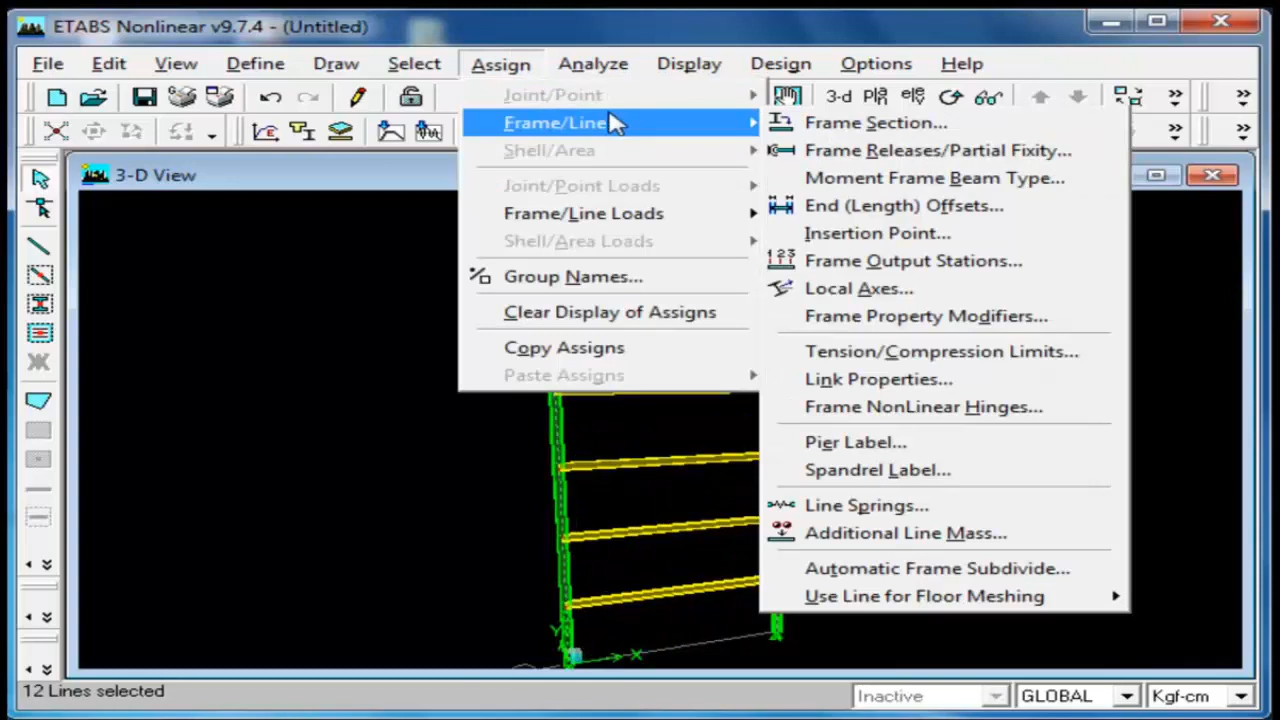 ETABS Nonlinear v9.7.4 - (Untitled)
File Edit View Define Draw Select Assign Analyze Display Design Options Help
3-d
3-D View
Joint/Point
Frame/Line
Shell/Area
Joint/Point Loads
Frame/Line Loads
Shell/Area Loads
Group Names...
Clear Display of Assigns
Copy Assigns
Paste Assigns
Frame Section...
Frame Releases/Partial Fixity...
Moment Frame Beam Type...
End (Length) Offsets...
Insertion Point...
Frame Output Stations...
Local Axes...
Frame Property Modifiers...
Tension/Compression Limits...
Link Properties...
Frame NonLinear Hinges...
Pier Label...
Spandrel Label...
Line Springs...
Additional Line Mass...
Automatic Frame Subdivide...
Use Line for Floor Meshing
Y
X
12 Lines selected
Inactive
GLOBAL
Kgf-cm